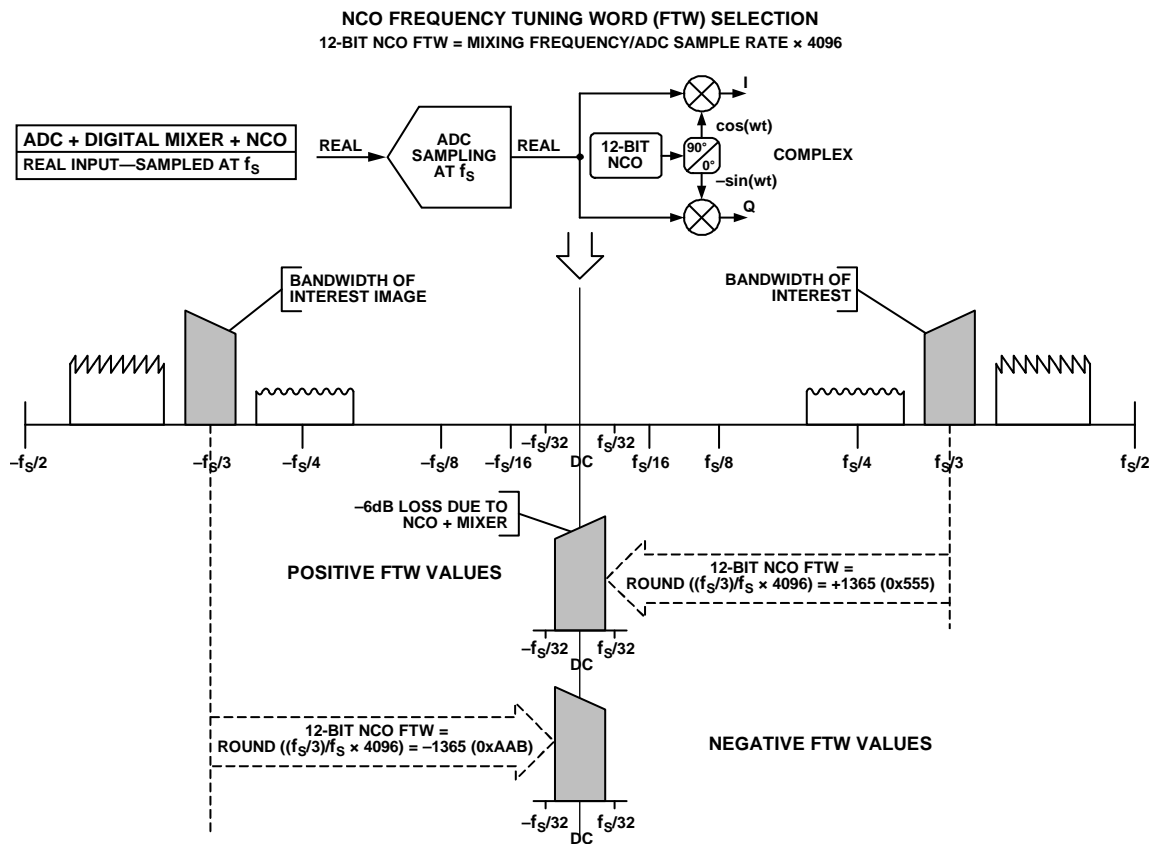 NCO FREQUENCY TUNING WORD (FTW) SELECTION
12-BIT NCO FTW = MIXING FREQUENCY/ADC SAMPLE RATE × 4096
ADC + DIGITAL MIXER + NCO
REAL INPUT—SAMPLED AT fS
REAL
ADC
SAMPLING
AT fS
REAL
12-BIT
NCO
90°
0°
I
cos(wt)
COMPLEX
–sin(wt)
Q
BANDWIDTH OF
INTEREST IMAGE
BANDWIDTH OF
INTEREST
–fS/2
–fS/3
–fS/4
–fS/8
–fS/16
–fS/32
DC
fS/32
fS/16
fS/8
fS/4
fS/3
fS/2
–6dB LOSS DUE TO
NCO + MIXER
POSITIVE FTW VALUES
12-BIT NCO FTW =
ROUND ((fS/3)/fS × 4096) = +1365 (0x555)
–fS/32
DC
fS/32
12-BIT NCO FTW =
ROUND ((fS/3)/fS × 4096) = –1365 (0xAAB)
NEGATIVE FTW VALUES
–fS/32
DC
fS/32